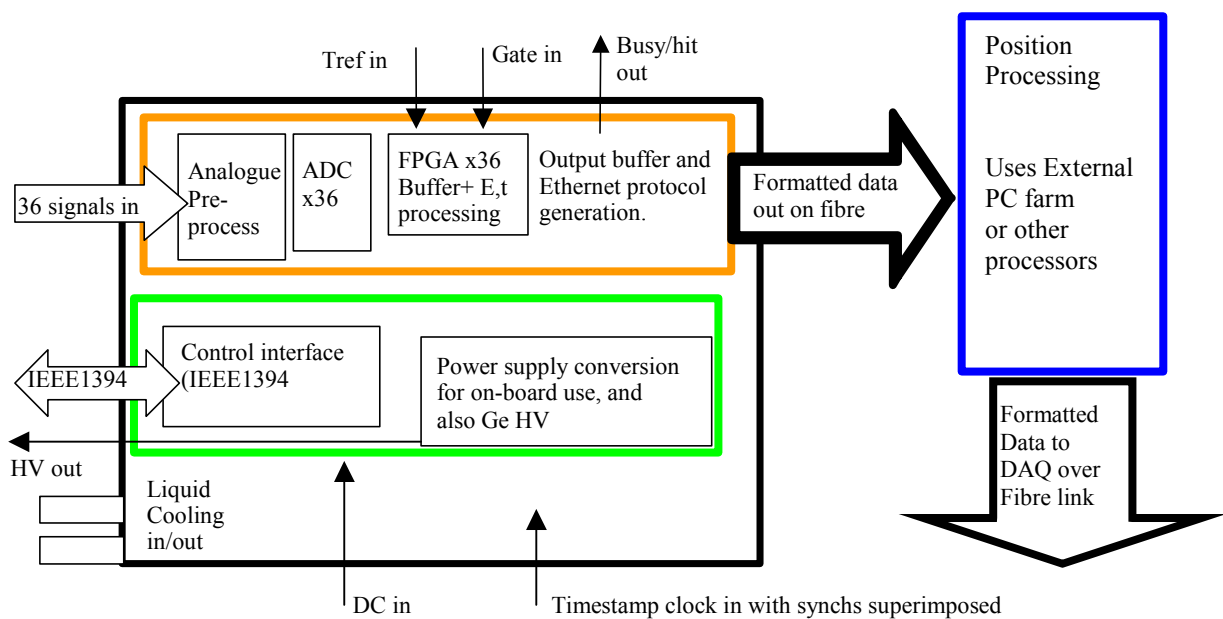 Tref in
Gate in
Busy/hit
out
36 signals in
Analogue
Pre-
process
ADC
x36
FPGA x36
Buffer+ E,t
processing
Output buffer and
Ethernet protocol
generation.
Formatted data
out on fibre
Position
Processing
Uses External
PC farm
or other
processors
IEEE1394
Control interface
(IEEE1394
Power supply conversion
for on-board use, and
also Ge HV
HV out
Liquid
Cooling
in/out
Formatted
Data to
DAQ over
Fibre link
DC in
Timestamp clock in with synchs superimposed